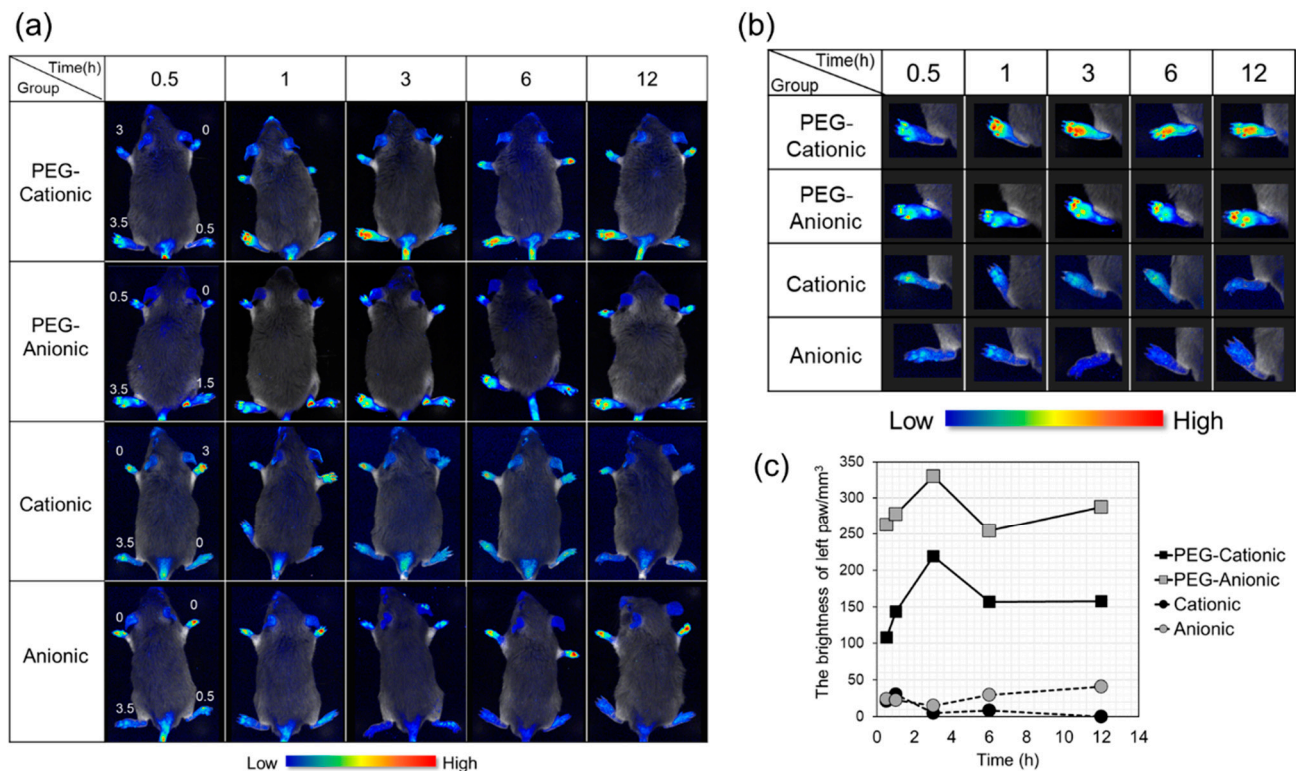 (a)
Time(h)
Group
0.5 1 3 6 12
PEG-
Cationic
3 0
3.5 0.5
PEG-
Anionic
0.5 0
3.5 1.5
Cationic
0 3
3.5 0
Anionic
0 0
3.5 0.5
Low High
(b)
Time(h)
Group
0.5 1 3 6 12
PEG-
Cationic
PEG-
Anionic
Cationic
Anionic
Low High
(c)
The brightness of left paw/mm³
350
300
250
200
150
100
50
0
0 2 4 6 8 10 12 14
Time (h)
PEG-Cationic
PEG-Anionic
Cationic
Anionic